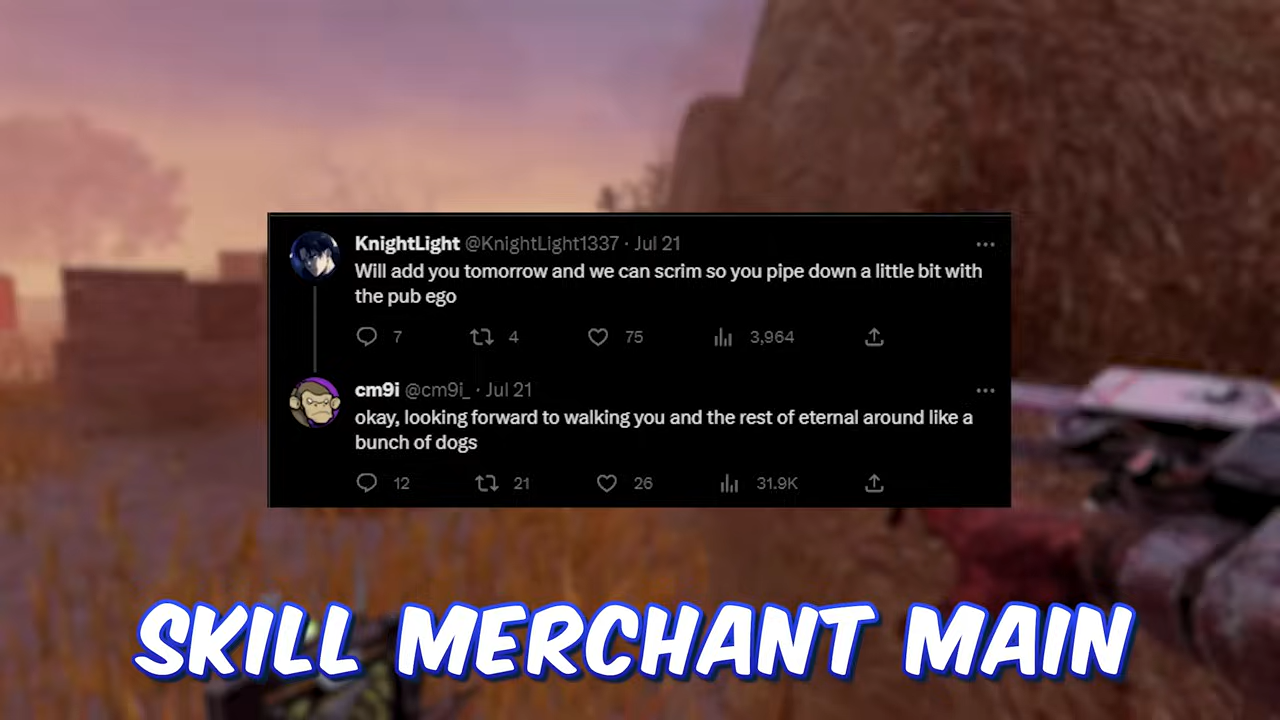 KnightLight @KnightLight1337 · Jul 21
Will add you tomorrow and we can scrim so you pipe down a little bit with
the pub ego
7 4 75 3,964
cm9i @cm9i_ · Jul 21
okay, looking forward to walking you and the rest of eternal around like a
bunch of dogs
12 21 26 31.9K
SKILL MERCHANT MAIN